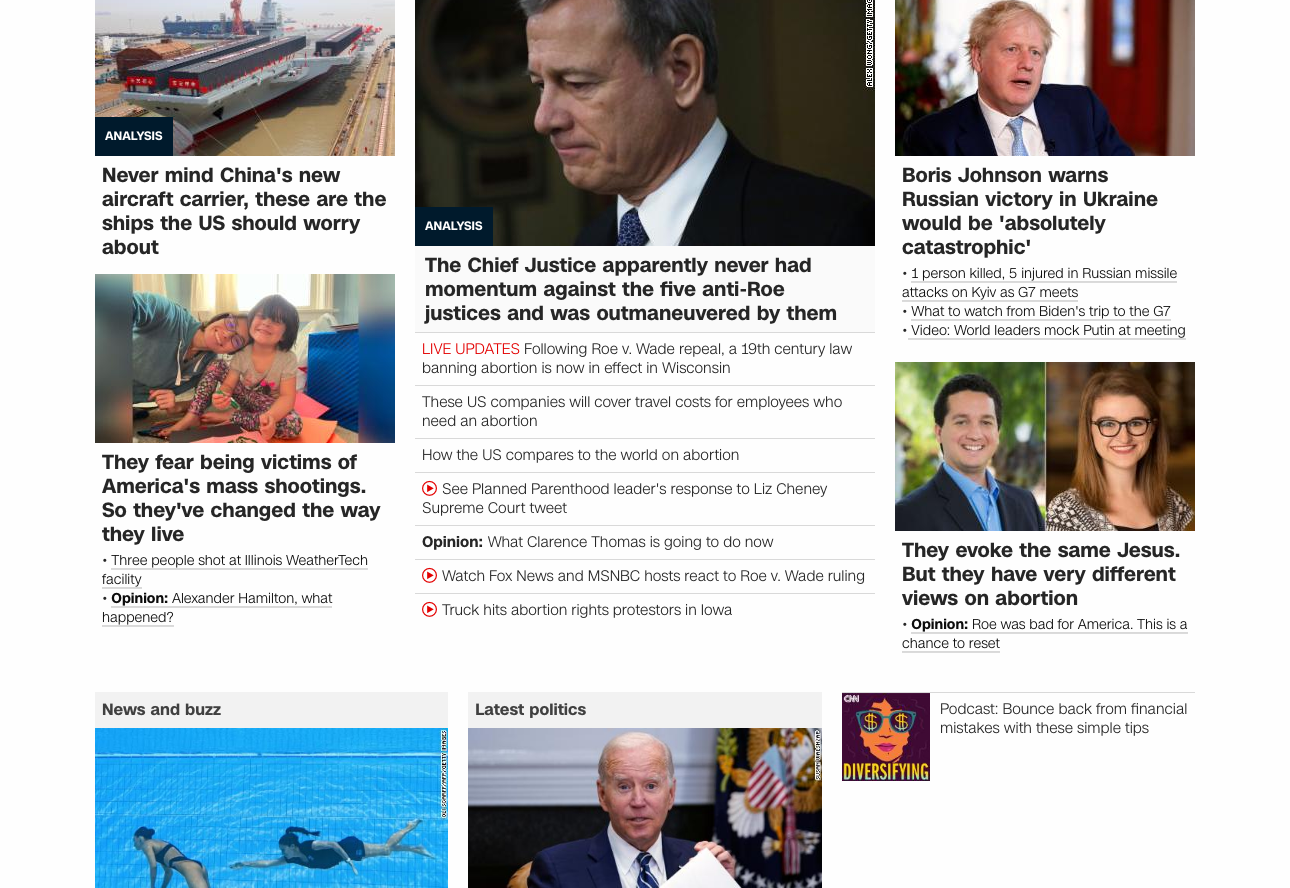 ANALYSIS
Never mind China's new
aircraft carrier, these are the
ships the US should worry
about
They fear being victims of
America's mass shootings.
So they've changed the way
they live
• Three people shot at Illinois WeatherTech
facility
• Opinion: Alexander Hamilton, what
happened?
ALEX WONG/GETTY IMAG
ANALYSIS
The Chief Justice apparently never had
momentum against the five anti-Roe
justices and was outmaneuvered by them
LIVE UPDATES Following Roe v. Wade repeal, a 19th century law
banning abortion is now in effect in Wisconsin
These US companies will cover travel costs for employees who
need an abortion
How the US compares to the world on abortion
See Planned Parenthood leader's response to Liz Cheney
Supreme Court tweet
Opinion: What Clarence Thomas is going to do now
Watch Fox News and MSNBC hosts react to Roe v. Wade ruling
Truck hits abortion rights protestors in Iowa
Boris Johnson warns
Russian victory in Ukraine
would be 'absolutely
catastrophic'
• 1 person killed, 5 injured in Russian missile
attacks on Kyiv as G7 meets
• What to watch from Biden's trip to the G7
• Video: World leaders mock Putin at meeting
They evoke the same Jesus.
But they have very different
views on abortion
• Opinion: Roe was bad for America. This is a
chance to reset
News and buzz
Latest politics
CNN
DIVERSIFYING
Podcast: Bounce back from financial
mistakes with these simple tips